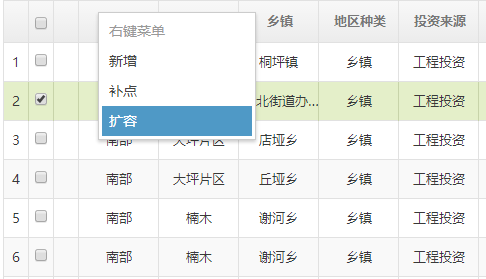 乡镇 地区种类 投资来源
右键菜单
新增
补点
扩容
1 桐坪镇 乡镇 工程投资
2 北街道办... 乡镇 工程投资
3 南部 大坪片区 店垭乡 乡镇 工程投资
4 南部 大坪片区 丘垭乡 乡镇 工程投资
5 南部 楠木 谢河乡 乡镇 工程投资
6 南部 楠木 谢河乡 乡镇 工程投资